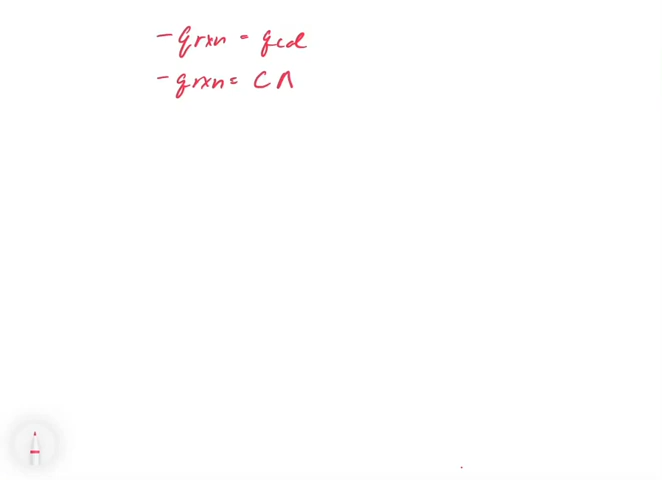 - qrxn = qcal
- qrxn = C Λ